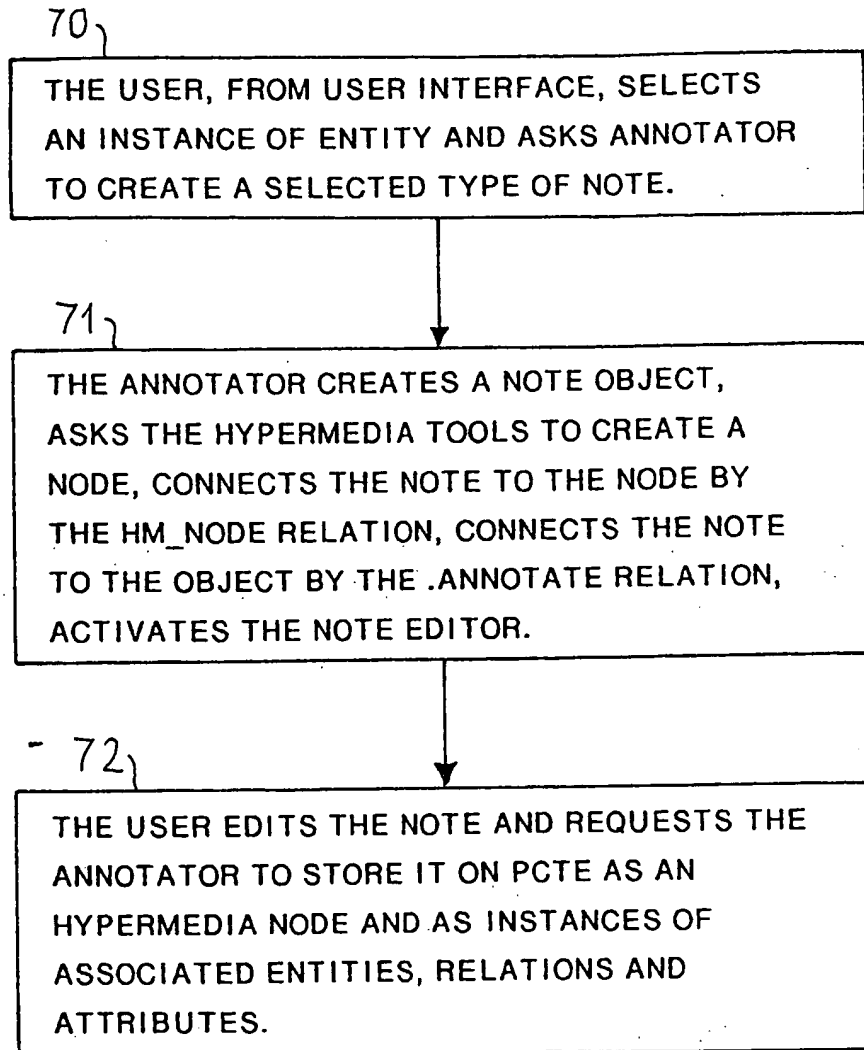 70
THE USER, FROM USER INTERFACE, SELECTS
AN INSTANCE OF ENTITY AND ASKS ANNOTATOR
TO CREATE A SELECTED TYPE OF NOTE.
71
THE ANNOTATOR CREATES A NOTE OBJECT,
ASKS THE HYPERMEDIA TOOLS TO CREATE A
NODE, CONNECTS THE NOTE TO THE NODE BY
THE HM_NODE RELATION, CONNECTS THE NOTE
TO THE OBJECT BY THE .ANNOTATE RELATION,
ACTIVATES THE NOTE EDITOR.
72
THE USER EDITS THE NOTE AND REQUESTS THE
ANNOTATOR TO STORE IT ON PCTE AS AN
HYPERMEDIA NODE AND AS INSTANCES OF
ASSOCIATED ENTITIES, RELATIONS AND
ATTRIBUTES.